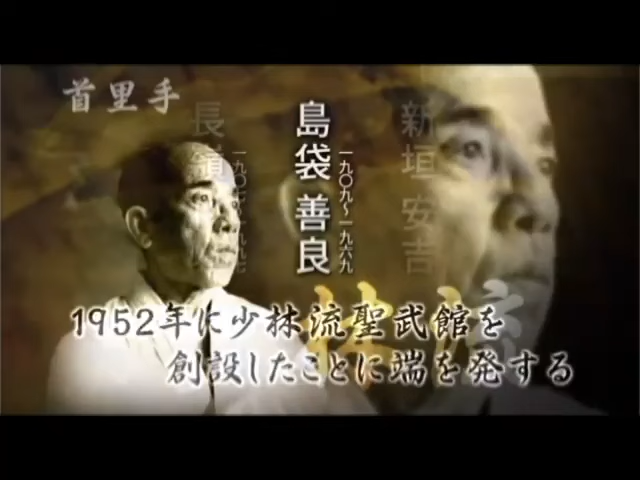 首里手
新垣 安吉
島袋 善良
一九〇九〜一九六九
長嶺
1952年に少林流聖武館を
創設したことに端を発する